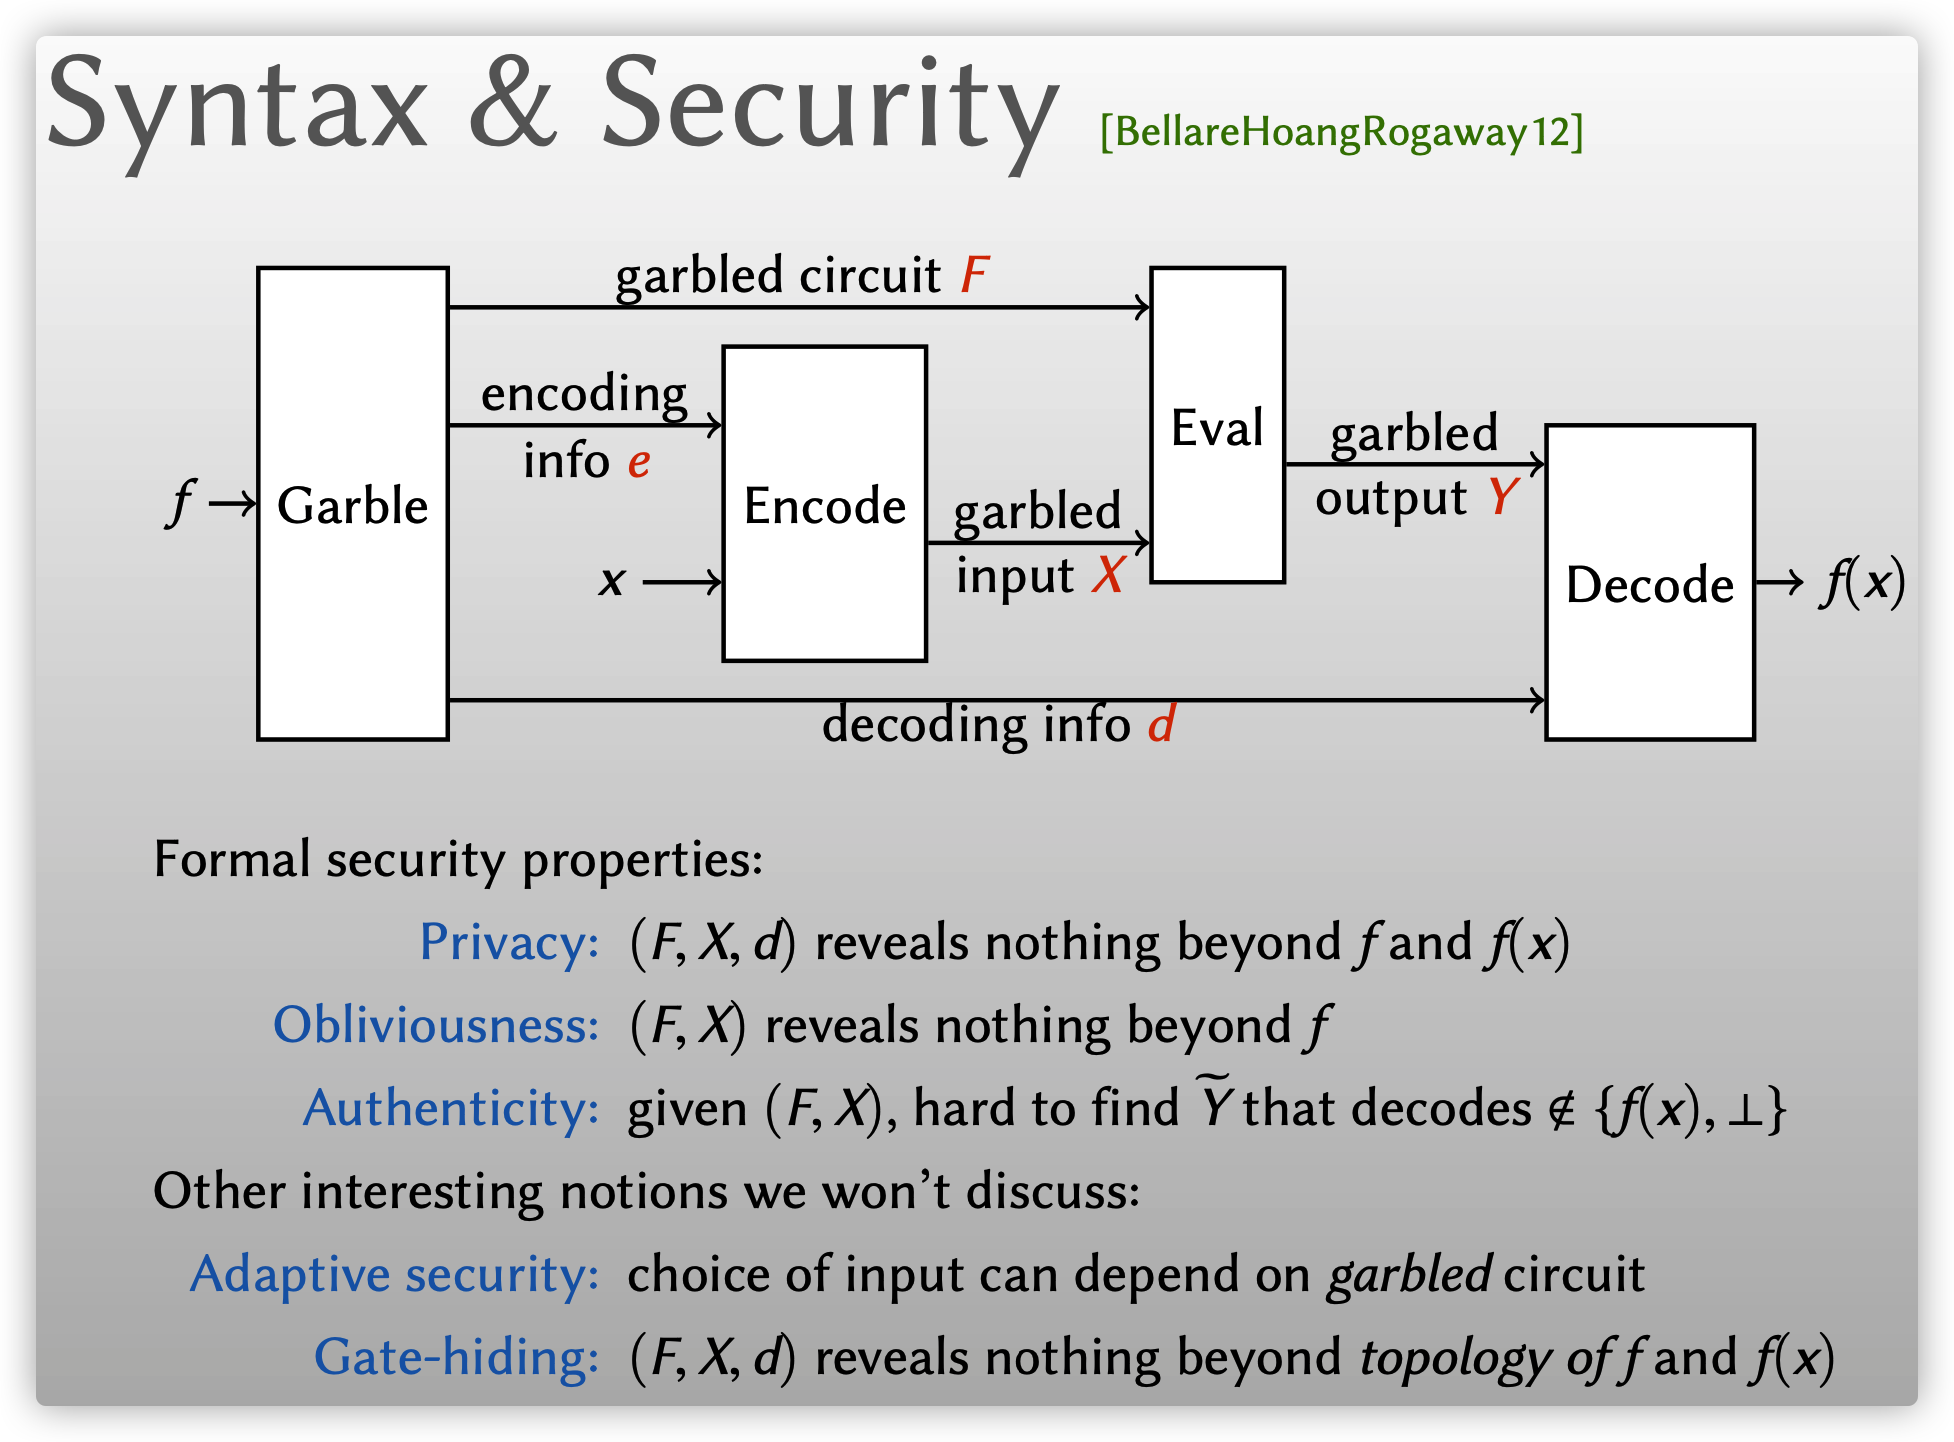 Syntax & Security [BellareHoangRogaway12]
garbled circuit F
encoding
info e
f
Garble
x
Encode
garbled
input X
Eval
garbled
output Y
Decode
f(x)
decoding info d
Formal security properties:
Privacy: (F, X, d) reveals nothing beyond f and f(x)
Obliviousness: (F, X) reveals nothing beyond f
Authenticity: given (F, X), hard to find Ỹ that decodes ∉ {f(x), ⊥}
Other interesting notions we won’t discuss:
Adaptive security: choice of input can depend on garbled circuit
Gate-hiding: (F, X, d) reveals nothing beyond topology of f and f(x)